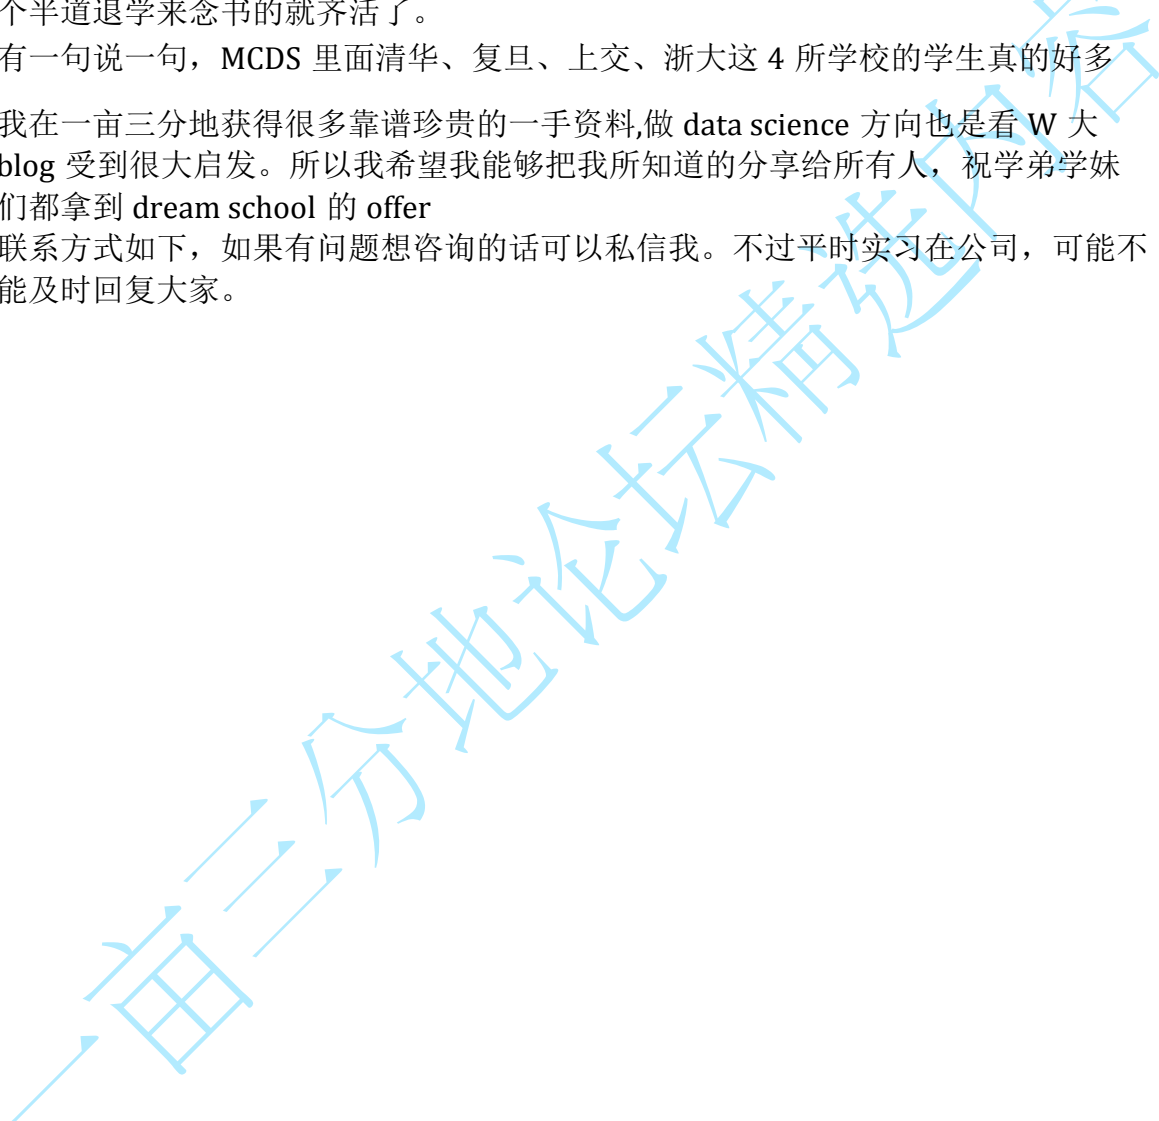 个半道退学来念书的就齐活了。
有一句说一句，MCDS 里面清华、复旦、上交、浙大这 4 所学校的学生真的好多
我在一亩三分地获得很多靠谱珍贵的一手资料,做 data science 方向也是看 W 大
blog 受到很大启发。所以我希望我能够把我所知道的分享给所有人，祝学弟学妹
们都拿到 dream school 的 offer
联系方式如下，如果有问题想咨询的话可以私信我。不过平时实习在公司，可能不
能及时回复大家。
一亩三分地论坛精选内容